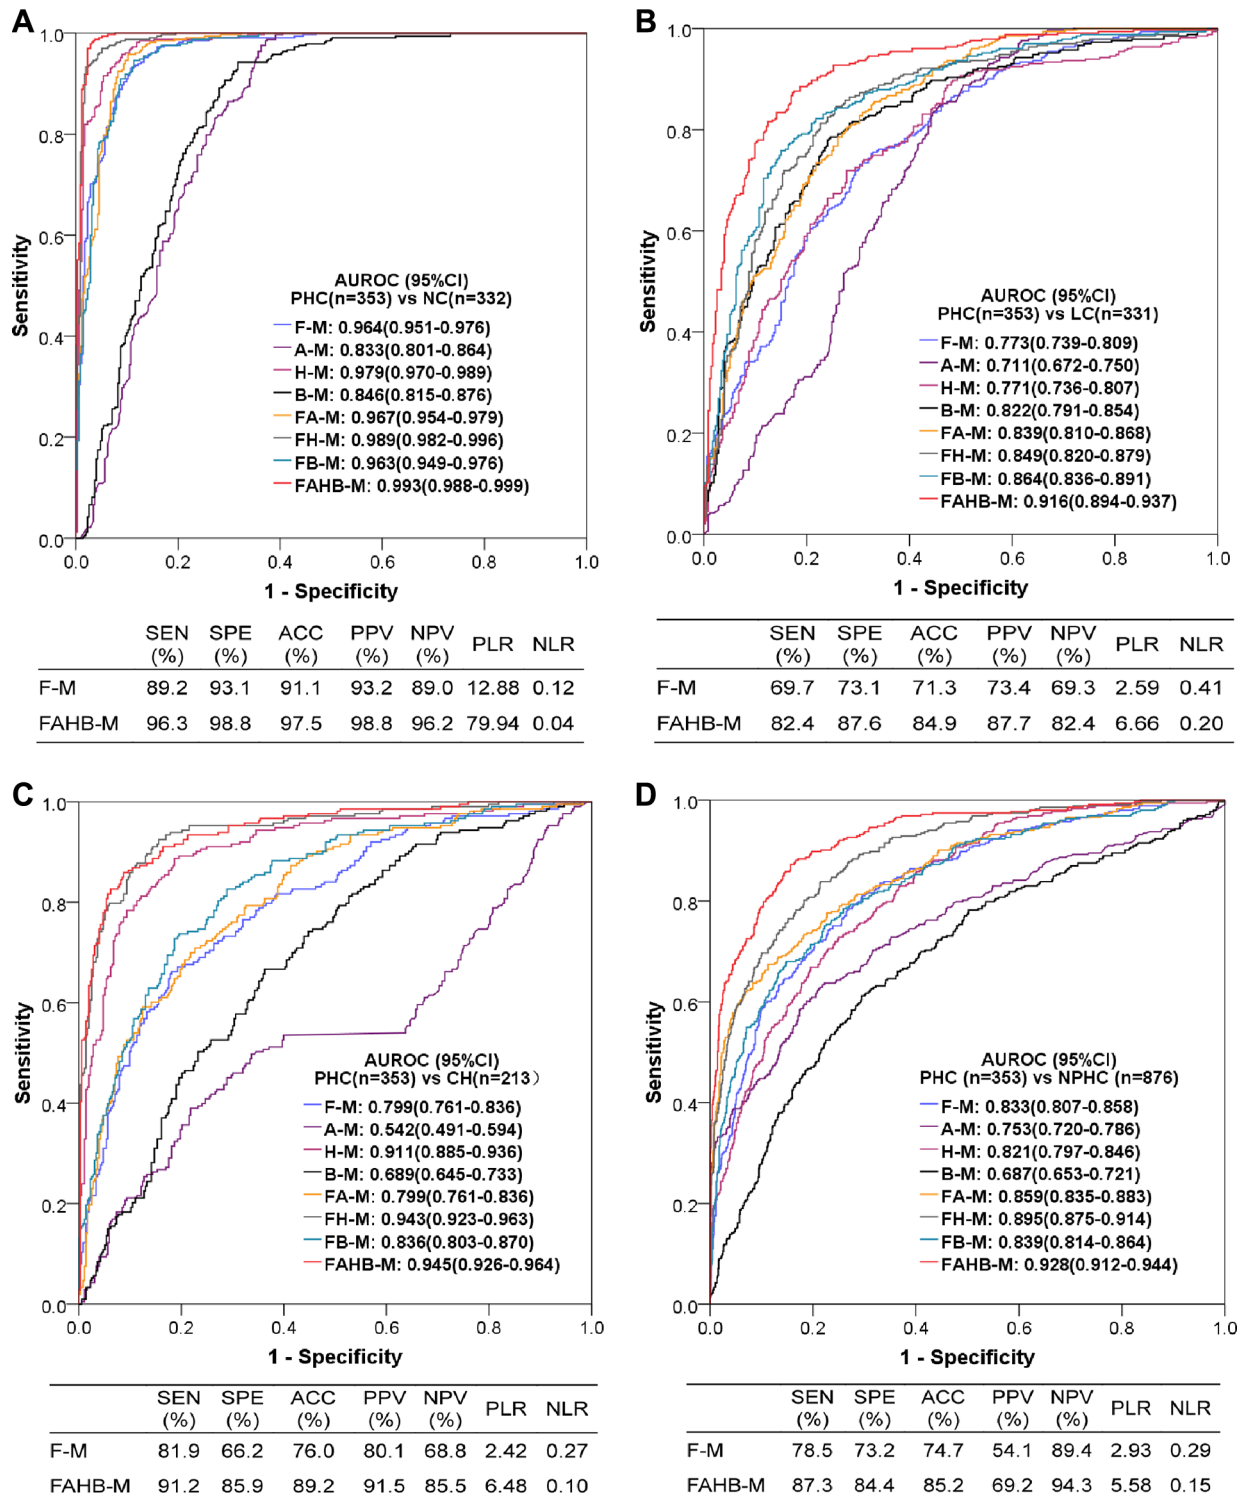 A
Sensitivity
1.0
0.8
0.6
0.4
0.2
0.0
AUROC (95%CI)
PHC(n=353) vs NC(n=332)
F-M: 0.964(0.951-0.976)
A-M: 0.833(0.801-0.864)
H-M: 0.979(0.970-0.989)
B-M: 0.846(0.815-0.876)
FA-M: 0.967(0.954-0.979)
FH-M: 0.989(0.982-0.996)
FB-M: 0.963(0.949-0.976)
FAHB-M: 0.993(0.988-0.999)
0.0 0.2 0.4 0.6 0.8 1.0
1 - Specificity
SEN (%) SPE (%) ACC (%) PPV (%) NPV (%) PLR NLR
F-M 89.2 93.1 91.1 93.2 89.0 12.88 0.12
FAHB-M 96.3 98.8 97.5 98.8 96.2 79.94 0.04
B
Sensitivity
1.0
0.8
0.6
0.4
0.2
0.0
AUROC (95%CI)
PHC(n=353) vs LC(n=331)
F-M: 0.773(0.739-0.809)
A-M: 0.711(0.672-0.750)
H-M: 0.771(0.736-0.807)
B-M: 0.822(0.791-0.854)
FA-M: 0.839(0.810-0.868)
FH-M: 0.849(0.820-0.879)
FB-M: 0.864(0.836-0.891)
FAHB-M: 0.916(0.894-0.937)
0.0 0.2 0.4 0.6 0.8 1.0
1 - Specificity
SEN (%) SPE (%) ACC (%) PPV (%) NPV (%) PLR NLR
F-M 69.7 73.1 71.3 73.4 69.3 2.59 0.41
FAHB-M 82.4 87.6 84.9 87.7 82.4 6.66 0.20
C
Sensitivity
1.0
0.8
0.6
0.4
0.2
0.0
AUROC (95%CI)
PHC(n=353) vs CH(n=213）
F-M: 0.799(0.761-0.836)
A-M: 0.542(0.491-0.594)
H-M: 0.911(0.885-0.936)
B-M: 0.689(0.645-0.733)
FA-M: 0.799(0.761-0.836)
FH-M: 0.943(0.923-0.963)
FB-M: 0.836(0.803-0.870)
FAHB-M: 0.945(0.926-0.964)
0.0 0.2 0.4 0.6 0.8 1.0
1 - Specificity
SEN (%) SPE (%) ACC (%) PPV (%) NPV (%) PLR NLR
F-M 81.9 66.2 76.0 80.1 68.8 2.42 0.27
FAHB-M 91.2 85.9 89.2 91.5 85.5 6.48 0.10
D
Sensitivity
1.0
0.8
0.6
0.4
0.2
0.0
AUROC (95%CI)
PHC (n=353) vs NPHC (n=876)
F-M: 0.833(0.807-0.858)
A-M: 0.753(0.720-0.786)
H-M: 0.821(0.797-0.846)
B-M: 0.687(0.653-0.721)
FA-M: 0.859(0.835-0.883)
FH-M: 0.895(0.875-0.914)
FB-M: 0.839(0.814-0.864)
FAHB-M: 0.928(0.912-0.944)
0.0 0.2 0.4 0.6 0.8 1.0
1 - Specificity
SEN (%) SPE (%) ACC (%) PPV (%) NPV (%) PLR NLR
F-M 78.5 73.2 74.7 54.1 89.4 2.93 0.29
FAHB-M 87.3 84.4 85.2 69.2 94.3 5.58 0.15